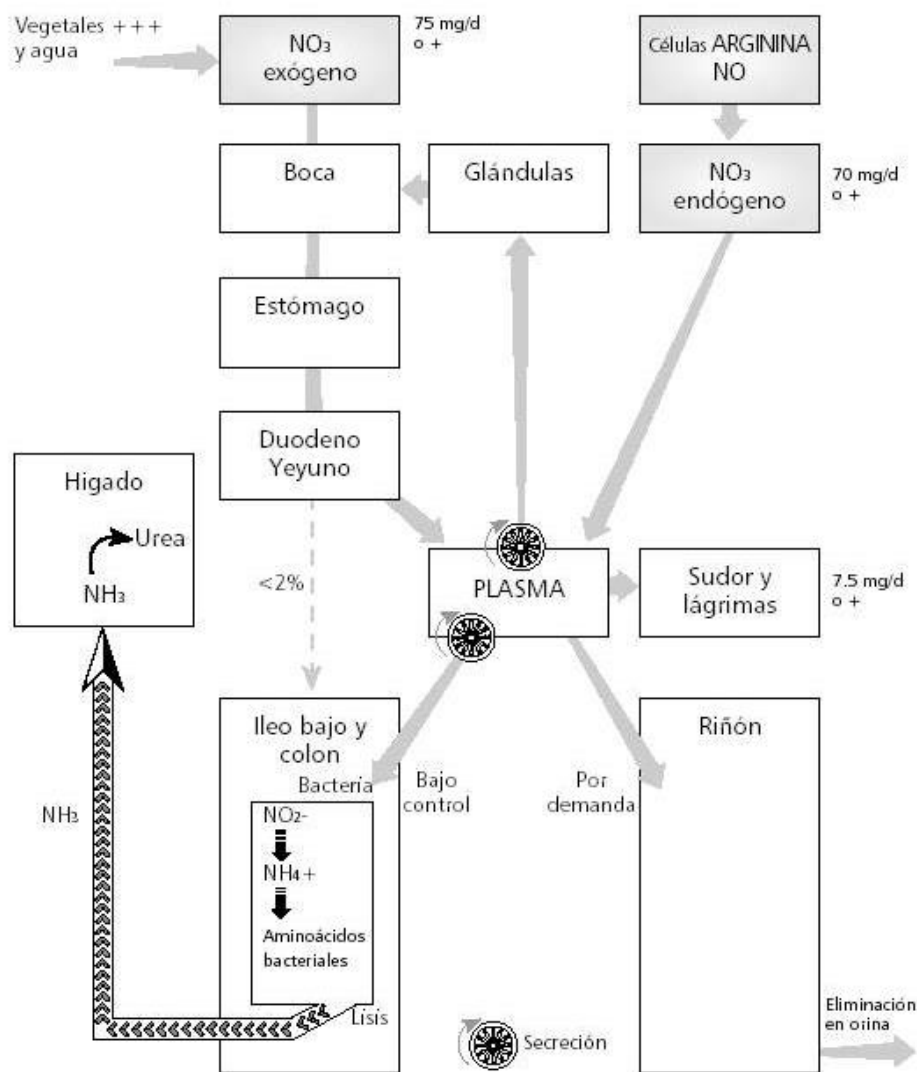 Vegetales +++
y agua
NO₃
exógeno
75 mg/d
o +
Células ARGININA
NO
Boca
Glándulas
NO₃
endógeno
70 mg/d
o +
Estómago
Duodeno
Yeyuno
Higado
Urea
NH₃
<2%
PLASMA
Sudor y
lágrimas
7.5 mg/d
o +
Ileo bajo y
colon
Riñón
Bactería
Bajo
control
Por
demanda
NH₃
NO₂-
NH₄+
Aminoácidos
bacteriales
Lisis
Secreción
Eliminación
en orina